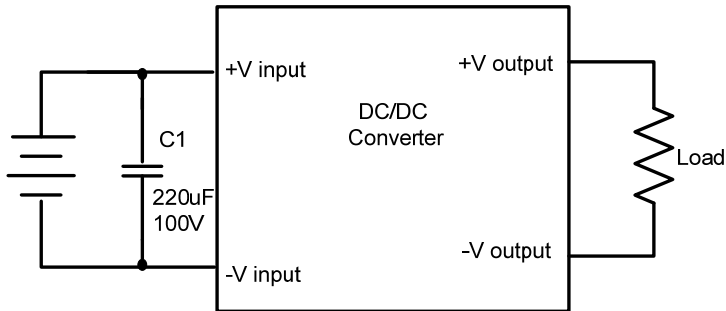 +V input
+V output
DC/DC
Converter
C1
Load
220uF
100V
-V input
-V output